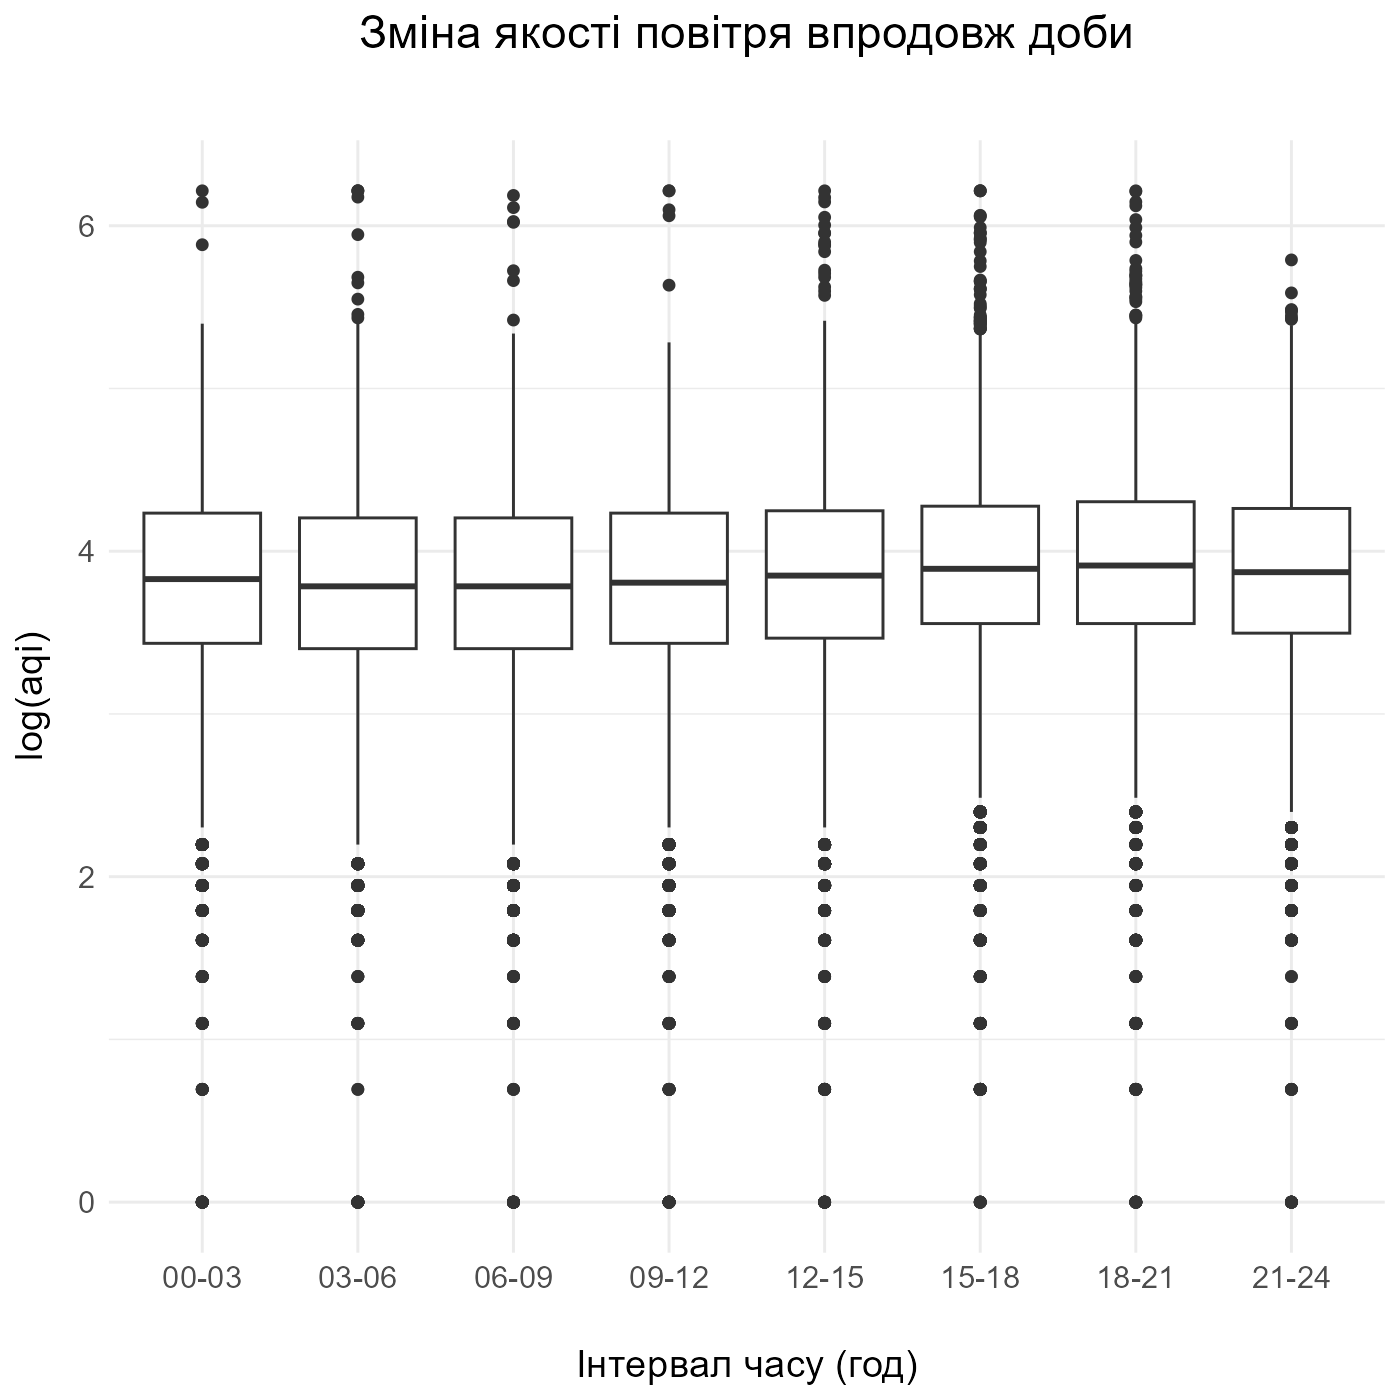 Зміна якості повітря впродовж доби
6
4
2
0
log(aqi)
00-03 03-06 06-09 09-12 12-15 15-18 18-21 21-24
Інтервал часу (год)